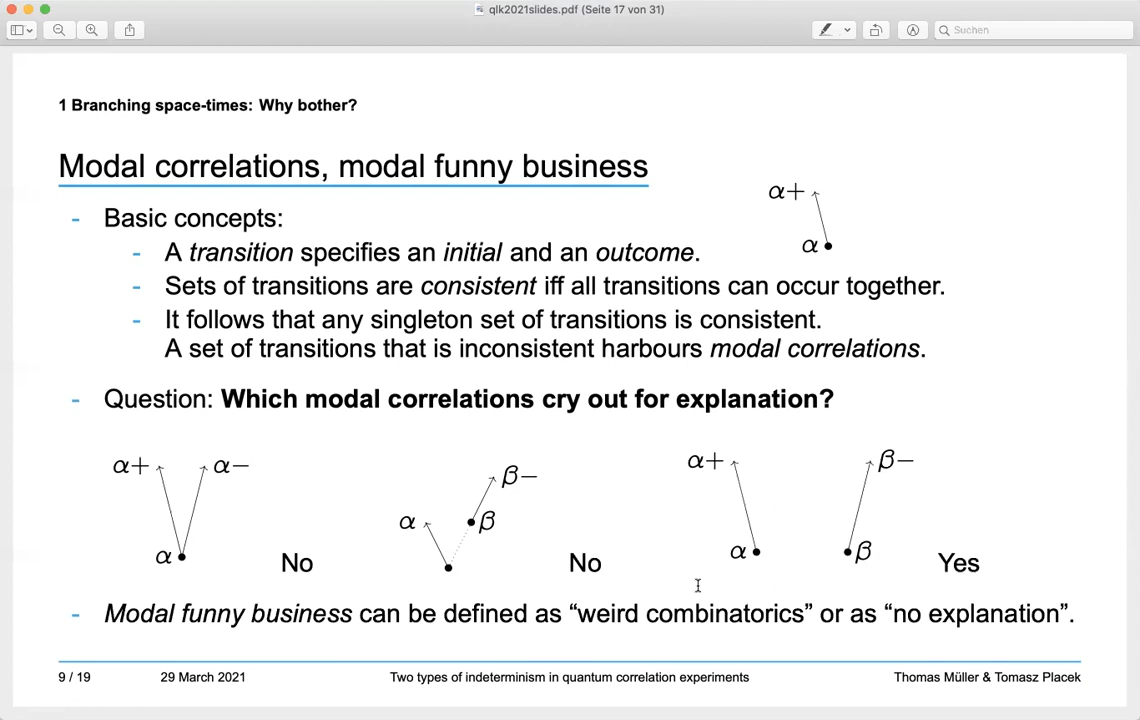 qlk2021slides.pdf (Seite 17 von 31)
Suchen
1 Branching space-times: Why bother?
Modal correlations, modal funny business
α+
- Basic concepts:
α
- A transition specifies an initial and an outcome.
- Sets of transitions are consistent iff all transitions can occur together.
- It follows that any singleton set of transitions is consistent.
A set of transitions that is inconsistent harbours modal correlations.
- Question: Which modal correlations cry out for explanation?
α+ α−
α
No
β−
α β
No
α+ β−
α β
Yes
- Modal funny business can be defined as “weird combinatorics” or as “no explanation”.
9 / 19 29 March 2021 Two types of indeterminism in quantum correlation experiments Thomas Müller & Tomasz Placek